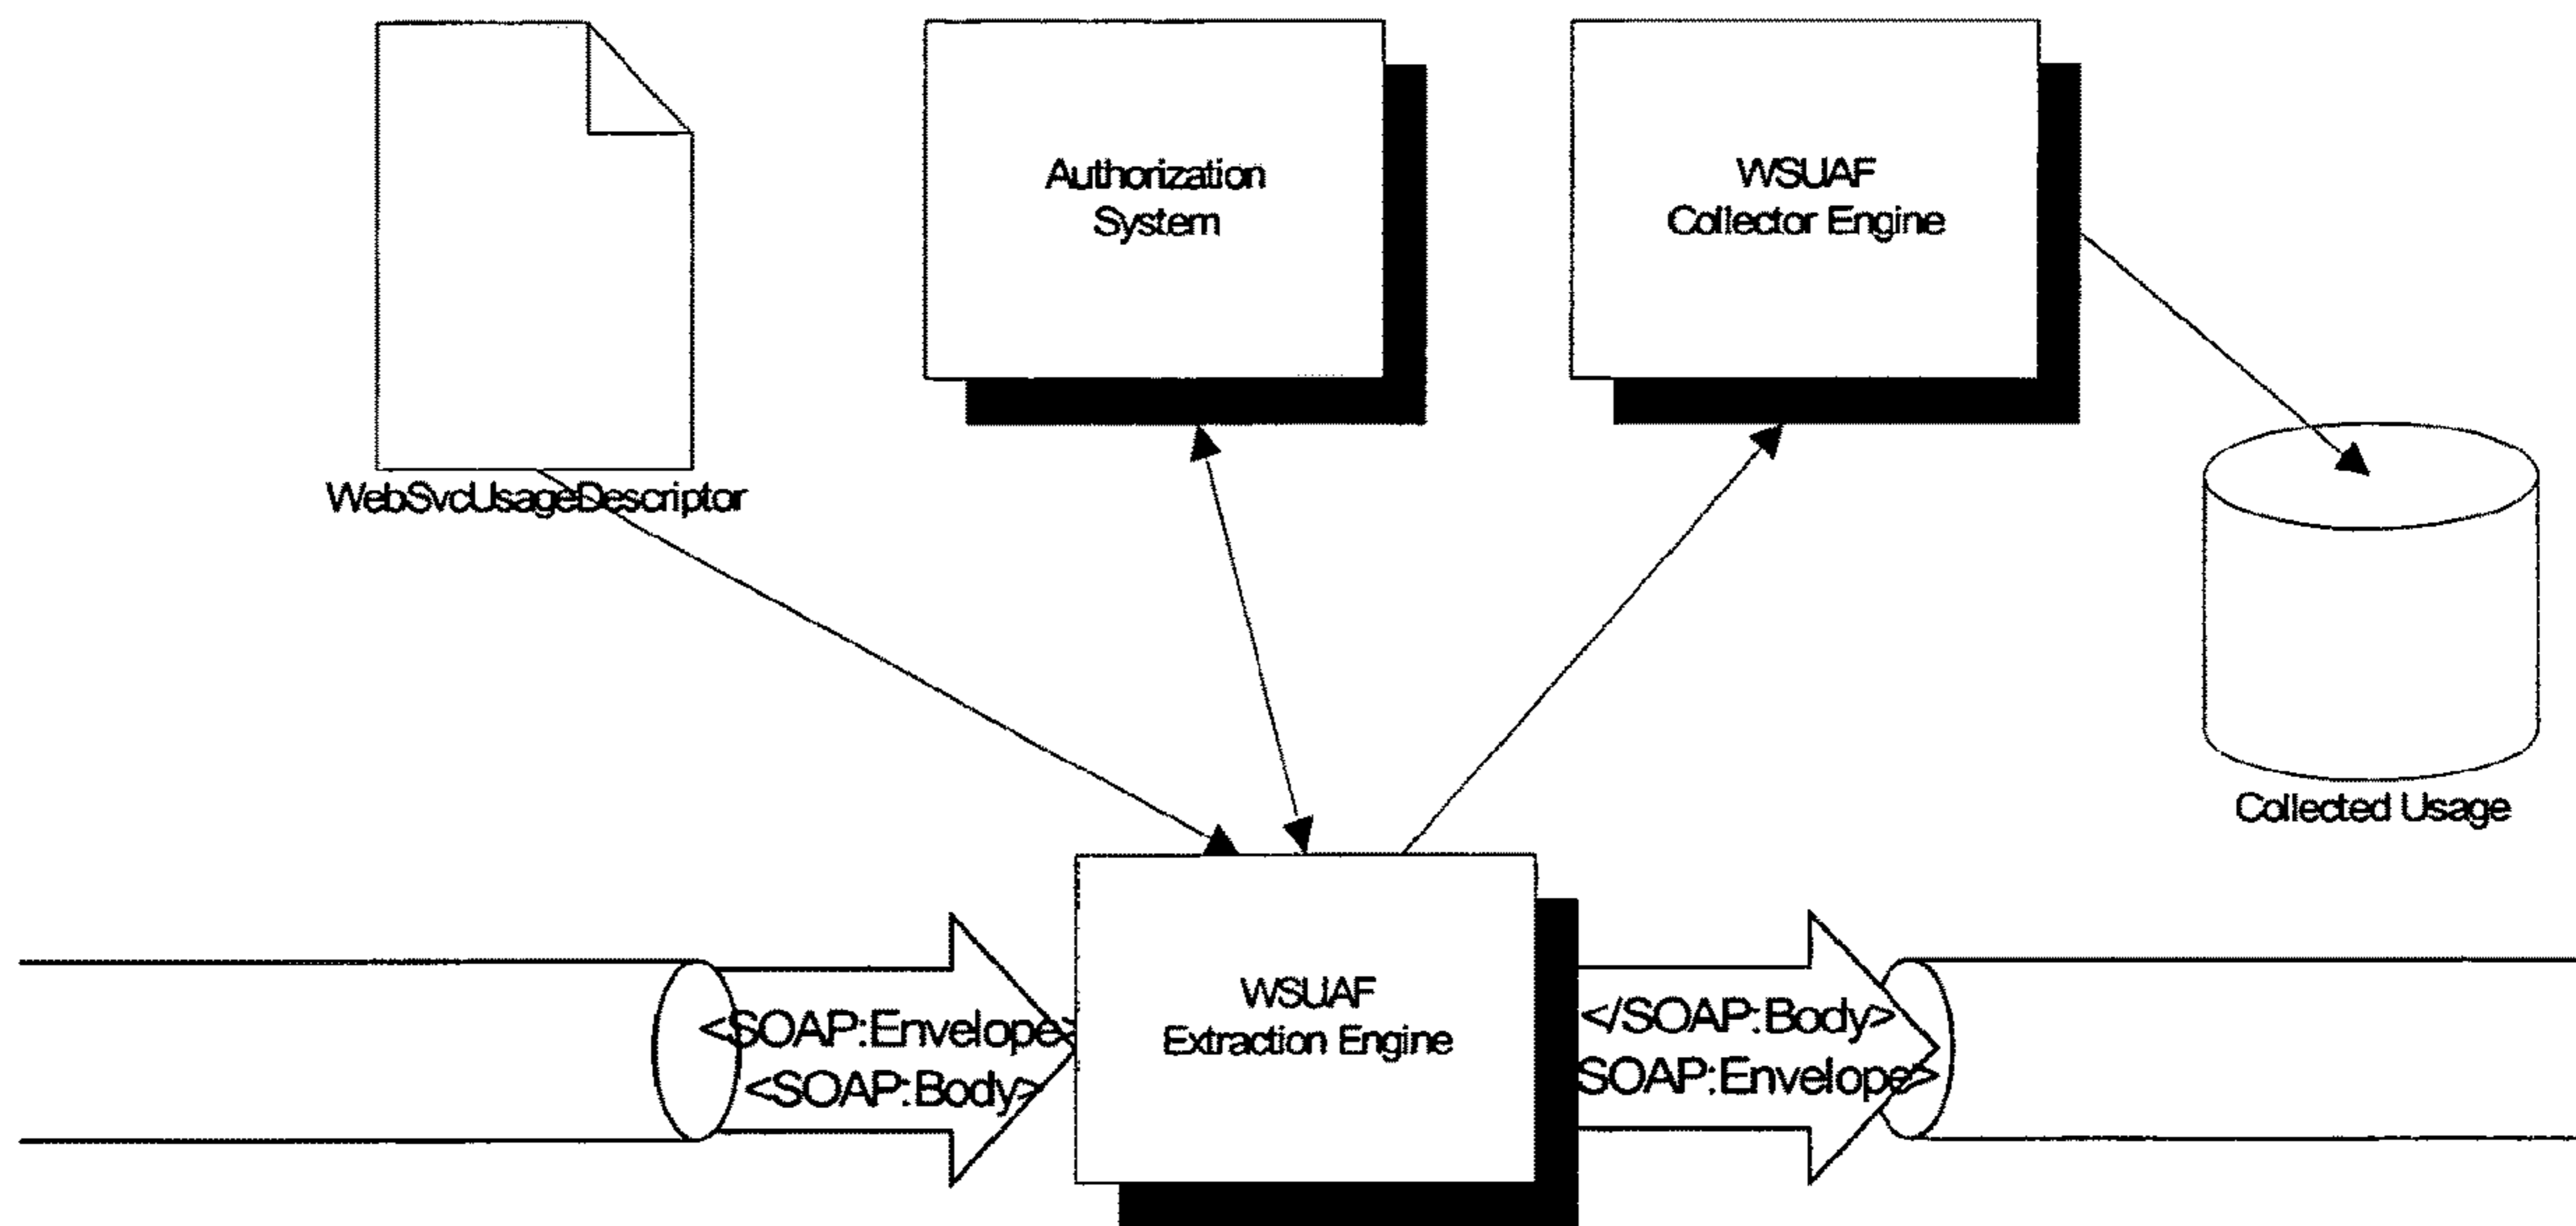 Authorization
System
WSUAF
Collector Engine
WebSvcUsageDescriptor
Collected Usage
<SOAP:Envelope>
<SOAP:Body>
WSUAF
Extraction Engine
</SOAP:Body>
SOAP:Envelope>